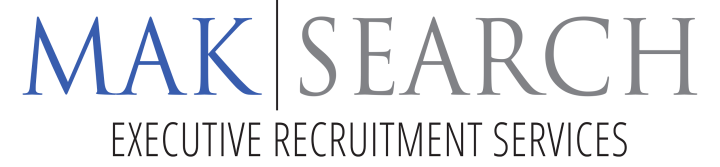 MAK | SEARCH
EXECUTIVE RECRUITMENT SERVICES